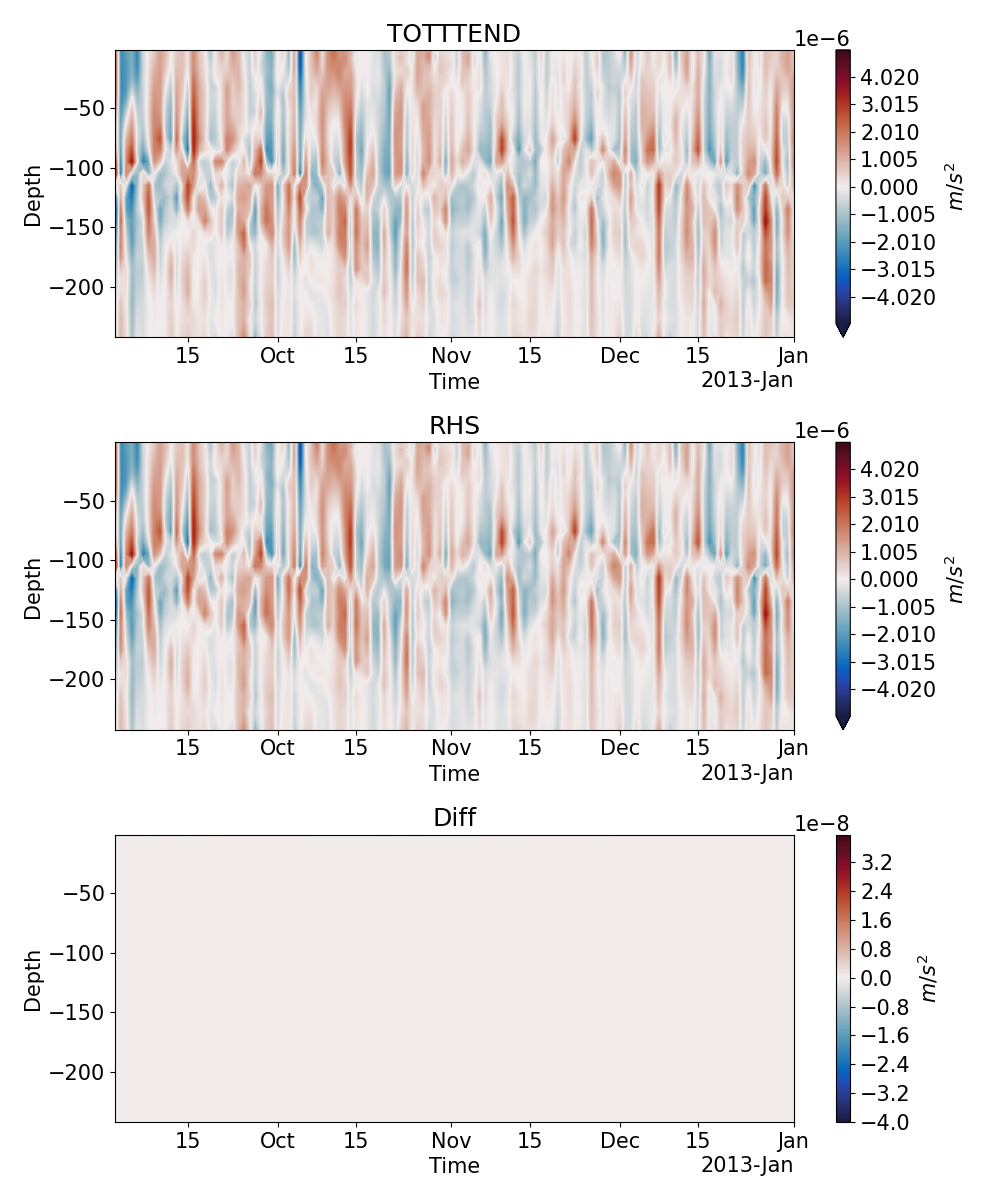 TOTTTEND
1e−6
−50
−100
−150
−200
Depth
15 Oct 15 Nov 15 Dec 15 Jan
Time
2013-Jan
4.020
3.015
2.010
1.005
0.000
−1.005
−2.010
−3.015
−4.020
m/s²
RHS
1e−6
−50
−100
−150
−200
Depth
15 Oct 15 Nov 15 Dec 15 Jan
Time
2013-Jan
4.020
3.015
2.010
1.005
0.000
−1.005
−2.010
−3.015
−4.020
m/s²
Diff
1e−8
−50
−100
−150
−200
Depth
15 Oct 15 Nov 15 Dec 15 Jan
Time
2013-Jan
3.2
2.4
1.6
0.8
0.0
−0.8
−1.6
−2.4
−3.2
−4.0
m/s²